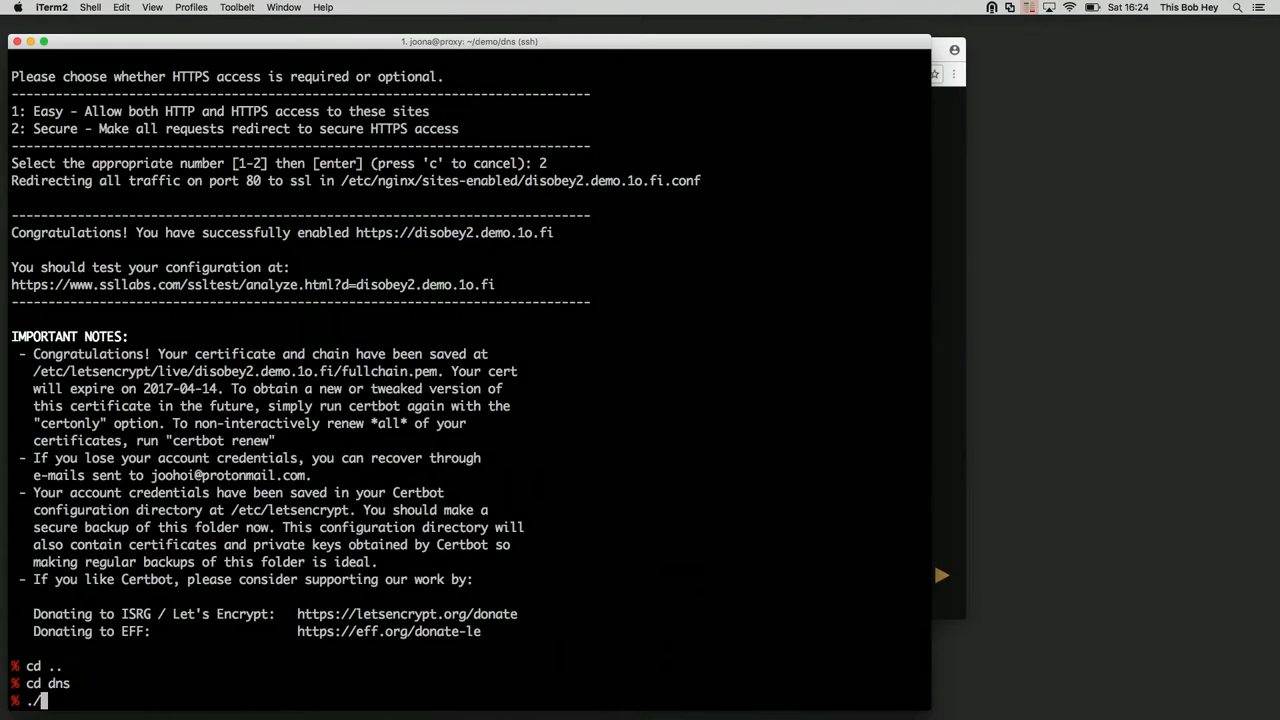 iTerm2 Shell Edit View Profiles Toolbelt Window Help Sat 16:24 This Bob Hey
1. joona@proxy: ~/demo/dns (ssh)
Please choose whether HTTPS access is required or optional.
-------------------------------------------------------------------------------
1: Easy - Allow both HTTP and HTTPS access to these sites
2: Secure - Make all requests redirect to secure HTTPS access
-------------------------------------------------------------------------------
Select the appropriate number [1-2] then [enter] (press 'c' to cancel): 2
Redirecting all traffic on port 80 to ssl in /etc/nginx/sites-enabled/disobey2.demo.1o.fi.conf
-------------------------------------------------------------------------------
Congratulations! You have successfully enabled https://disobey2.demo.1o.fi
You should test your configuration at:
https://www.ssllabs.com/ssltest/analyze.html?d=disobey2.demo.1o.fi
-------------------------------------------------------------------------------
IMPORTANT NOTES:
- Congratulations! Your certificate and chain have been saved at
/etc/letsencrypt/live/disobey2.demo.1o.fi/fullchain.pem. Your cert
will expire on 2017-04-14. To obtain a new or tweaked version of
this certificate in the future, simply run certbot again with the
"certonly" option. To non-interactively renew *all* of your
certificates, run "certbot renew"
- If you lose your account credentials, you can recover through
e-mails sent to joohoi@protonmail.com.
- Your account credentials have been saved in your Certbot
configuration directory at /etc/letsencrypt. You should make a
secure backup of this folder now. This configuration directory will
also contain certificates and private keys obtained by Certbot so
making regular backups of this folder is ideal.
- If you like Certbot, please consider supporting our work by:
Donating to ISRG / Let's Encrypt: https://letsencrypt.org/donate
Donating to EFF: https://eff.org/donate-le
% cd ..
% cd dns
% ./